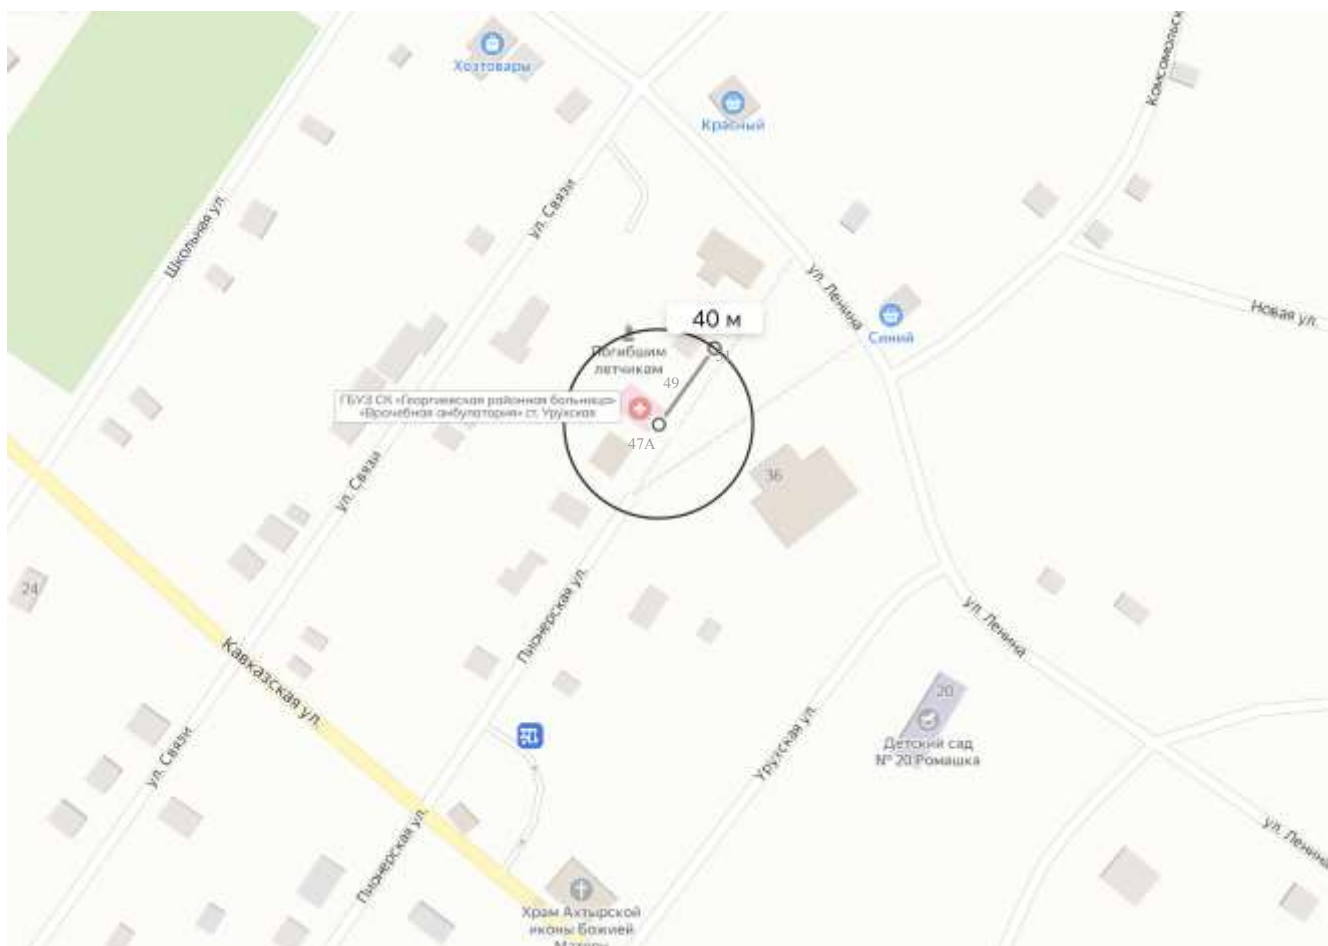 Хозтовары
Красный
Комсомольск
ул. Связи
Школьная ул.
ул. Ленина
Новая ул.
40 м
Синий
Погибшим
летчикам
49
ГБУЗ СК «Георгиевская районная больница»
«Врачебная амбулатория» ст. Урухская
47А
36
ул. Связи
24
Пионерская ул.
ул. Ленина
Кавказская ул.
20
Урухская ул.
Детский сад
№ 20 Ромашка
ул. Связи
Пионерская ул.
ул. Ленина
Храм Ахтырской
иконы Божией
Матери